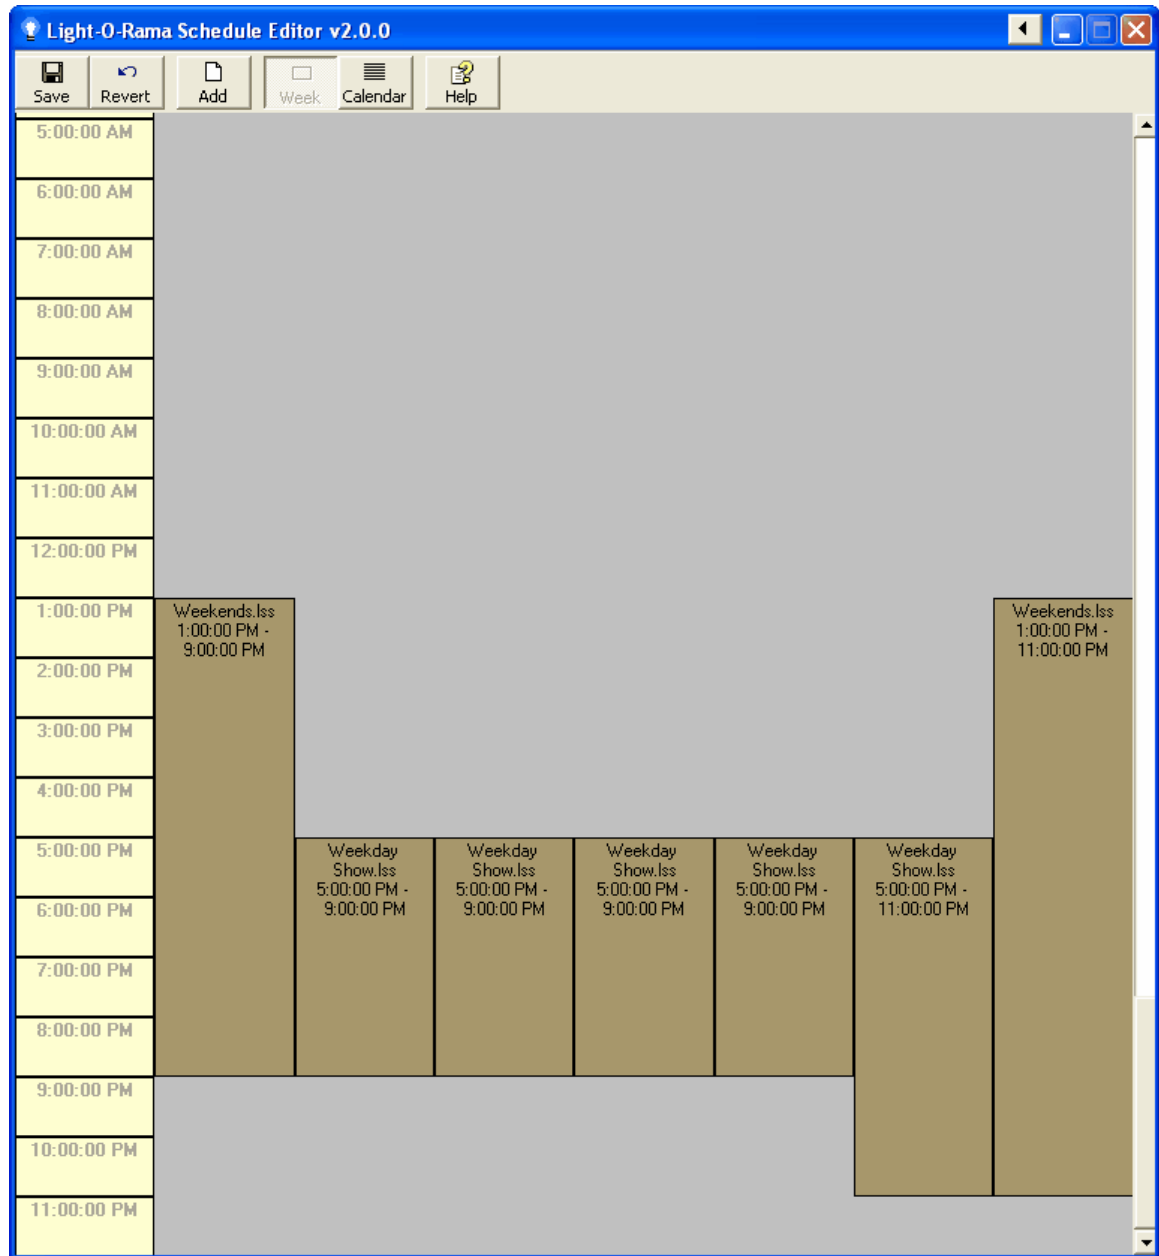 Light-O-Rama Schedule Editor v2.0.0
Save Revert Add Week Calendar Help
5:00:00 AM
6:00:00 AM
7:00:00 AM
8:00:00 AM
9:00:00 AM
10:00:00 AM
11:00:00 AM
12:00:00 PM
1:00:00 PM
2:00:00 PM
3:00:00 PM
4:00:00 PM
5:00:00 PM
6:00:00 PM
7:00:00 PM
8:00:00 PM
9:00:00 PM
10:00:00 PM
11:00:00 PM
Weekends.lss
1:00:00 PM -
9:00:00 PM
Weekday
Show.lss
5:00:00 PM -
9:00:00 PM
Weekday
Show.lss
5:00:00 PM -
9:00:00 PM
Weekday
Show.lss
5:00:00 PM -
9:00:00 PM
Weekday
Show.lss
5:00:00 PM -
9:00:00 PM
Weekday
Show.lss
5:00:00 PM -
11:00:00 PM
Weekends.lss
1:00:00 PM -
11:00:00 PM